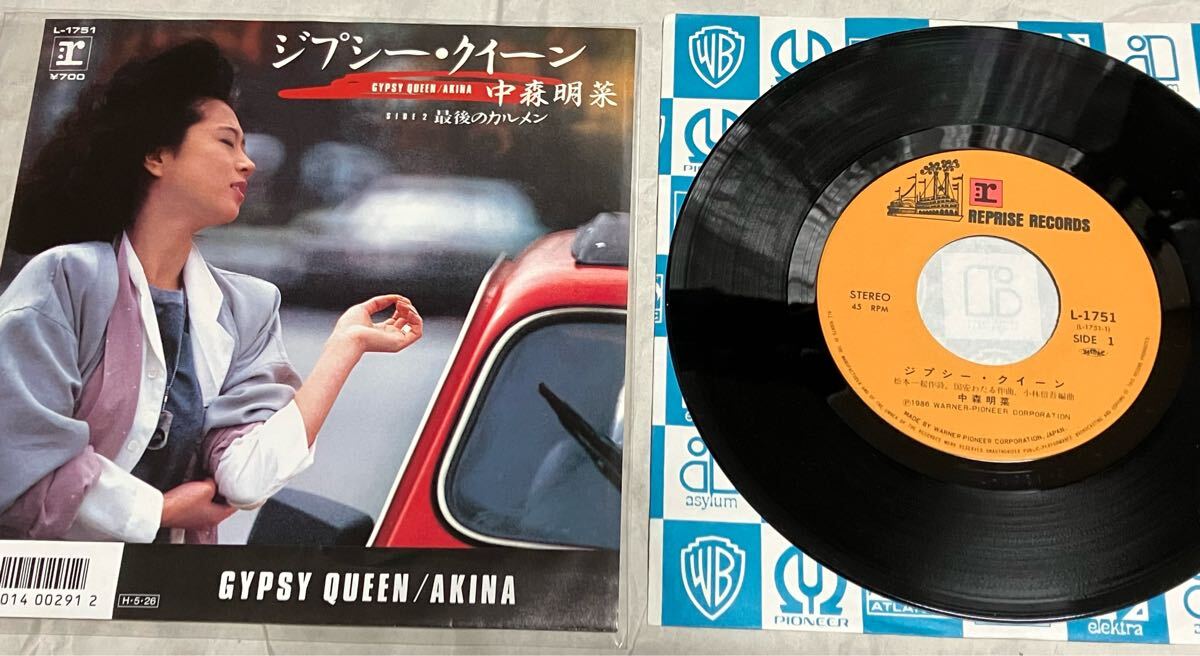 L-1751
r
¥700
ジプシー・クイーン
GYPSY QUEEN/AKINA 中森明菜
SIDE 2 最後のカルメン
GYPSY QUEEN/AKINA
014 00291 2
H・5・26
WB
PIONEER
asylum
WB
PIONEER
elektra
r
REPRISE RECORDS
STEREO
45 RPM
L-1751
(L-1751-1)
SIDE 1
ジプシー・クイーン
松本一起作詩、国安わたる作曲、小林信吾編曲
中森明菜
Ⓟ1986 WARNER-PIONEER CORPORATION
MADE BY WARNER-PIONEER CORPORATION, JAPAN.